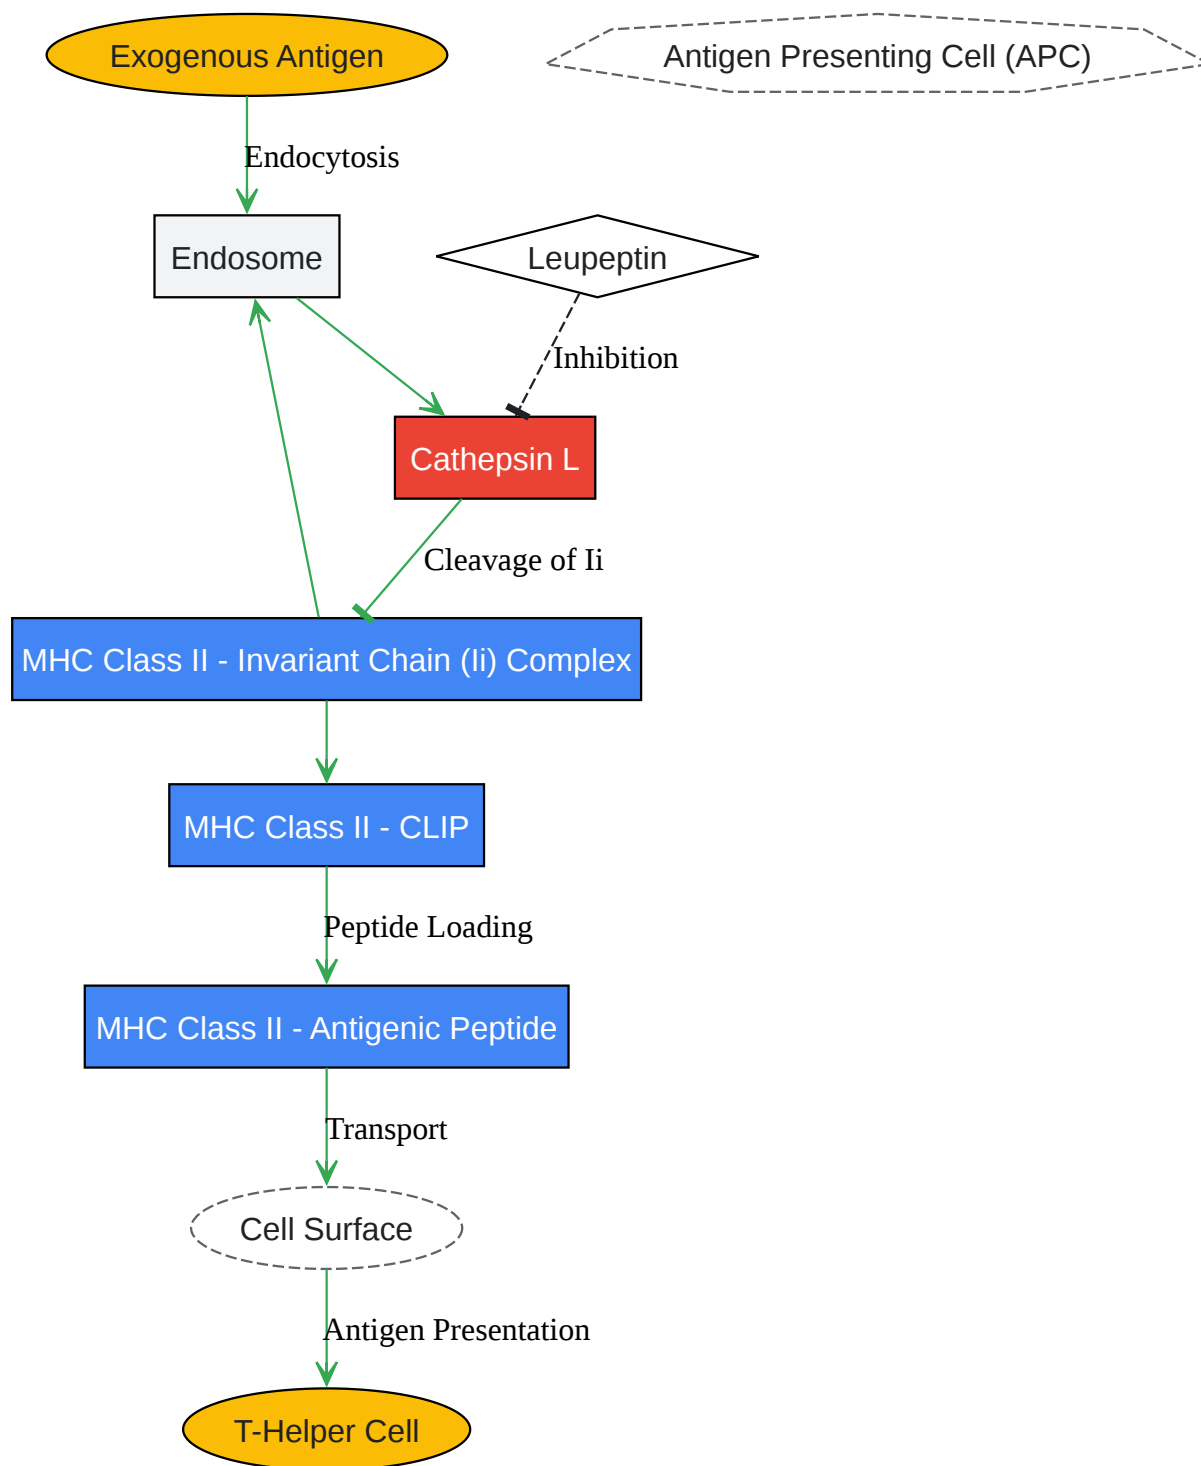 Exogenous Antigen
Antigen Presenting Cell (APC)
Endocytosis
Endosome
Leupeptin
Inhibition
Cathepsin L
Cleavage of Ii
MHC Class II - Invariant Chain (Ii) Complex
MHC Class II - CLIP
Peptide Loading
MHC Class II - Antigenic Peptide
Transport
Cell Surface
Antigen Presentation
T-Helper Cell